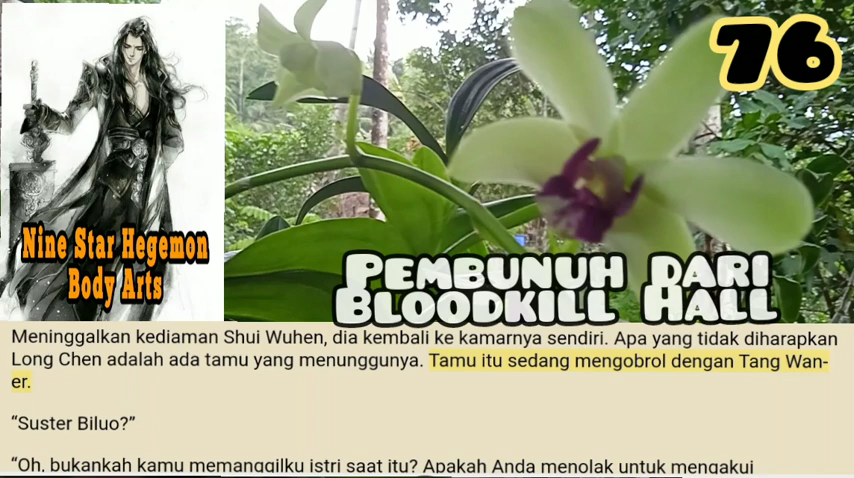 76
Nine Star Hegemon
Body Arts
Pembunuh dari
Bloodkill Hall
Meninggalkan kediaman Shui Wuhen, dia kembali ke kamarnya sendiri. Apa yang tidak diharapkan
Long Chen adalah ada tamu yang menunggunya. Tamu itu sedang mengobrol dengan Tang Wan-
er.
“Suster Biluo?”
“Oh, bukankah kamu memanggilku istri saat itu? Apakah Anda menolak untuk mengakui